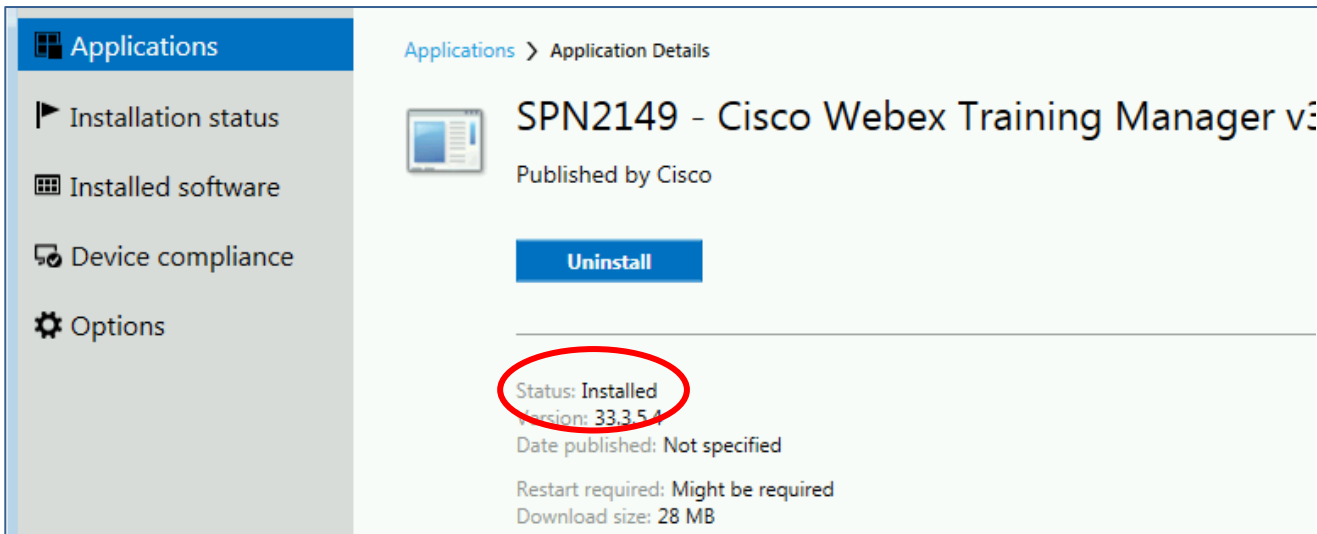 Applications
Installation status
Installed software
Device compliance
Options
Applications > Application Details
SPN2149 - Cisco Webex Training Manager
Published by Cisco
Uninstall
Status: Installed
Version: 33.3.5.4
Date published: Not specified
Restart required: Might be required
Download size: 28 MB